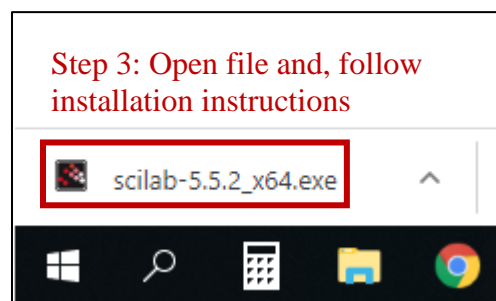 Step 3: Open file and, follow
installation instructions
scilab-5.5.2_x64.exe